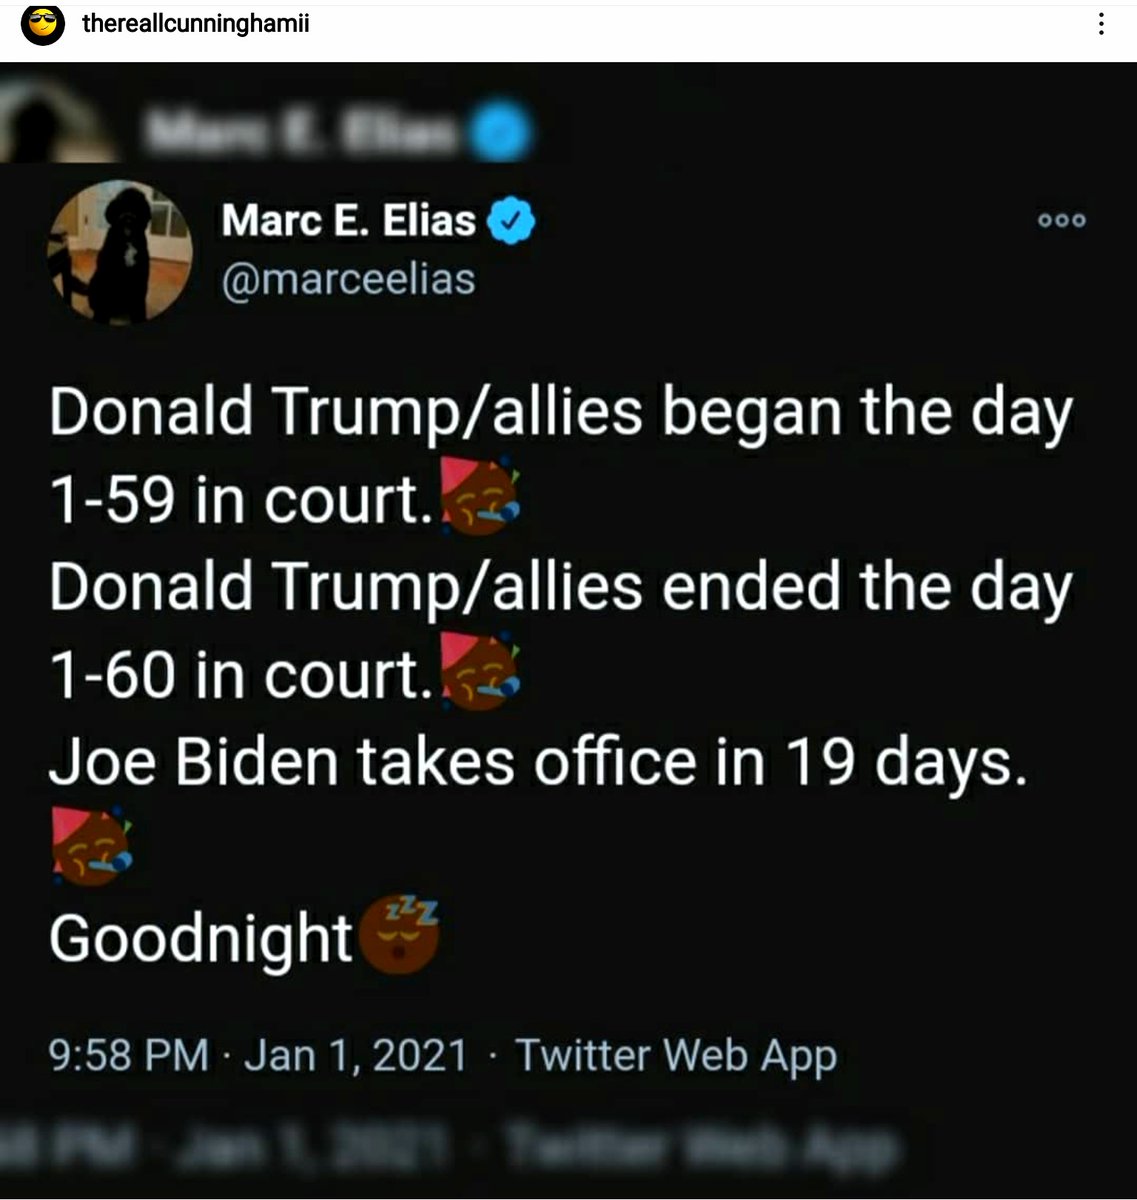 thereallcunninghamii
Marc E. Elias
Marc E. Elias
@marceelias
Donald Trump/allies began the day
1-59 in court.
Donald Trump/allies ended the day
1-60 in court.
Joe Biden takes office in 19 days.
Goodnight
9:58 PM · Jan 1, 2021 · Twitter Web App
PM · Jan 1, 2021 · Twitter Web App